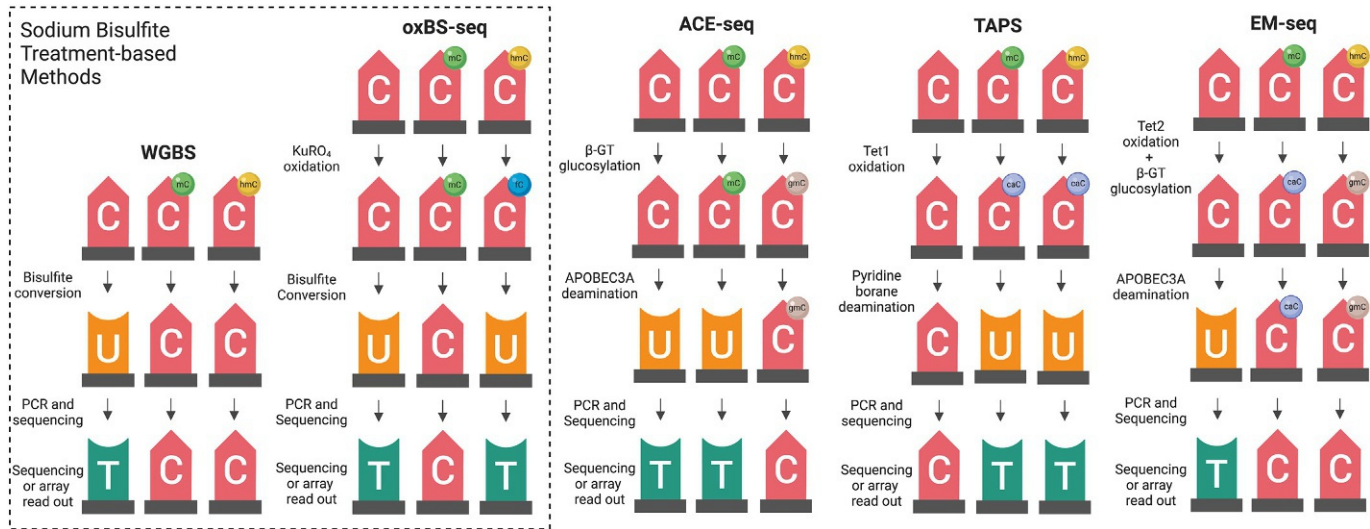 Sodium Bisulfite
Treatment-based
Methods
WGBS
C C mC C hmC
Bisulfite
conversion
U C C
PCR and
sequencing
T C C
Sequencing
or array
read out
oxBS-seq
C C mC C hmC
KuRO₄
oxidation
C C mC C fC
Bisulfite
Conversion
U C U
PCR and
Sequencing
T C T
Sequencing
or array
read out
ACE-seq
C C mC C hmC
β-GT
glucosylation
C C mC C gmC
APOBEC3A
deamination
U U C gmC
PCR and
Sequencing
T T C
Sequencing
or array
read out
TAPS
C C mC C hmC
Tet1
oxidation
C C caC C caC
Pyridine
borane
deamination
C U U
PCR and
sequencing
C T T
Sequencing
or array
read out
EM-seq
C C mC C hmC
Tet2
oxidation
+
β-GT
glucosylation
C C caC C gmC
APOBEC3A
deamination
U C caC C gmC
PCR and
Sequencing
T C C
Sequencing
or array
read out